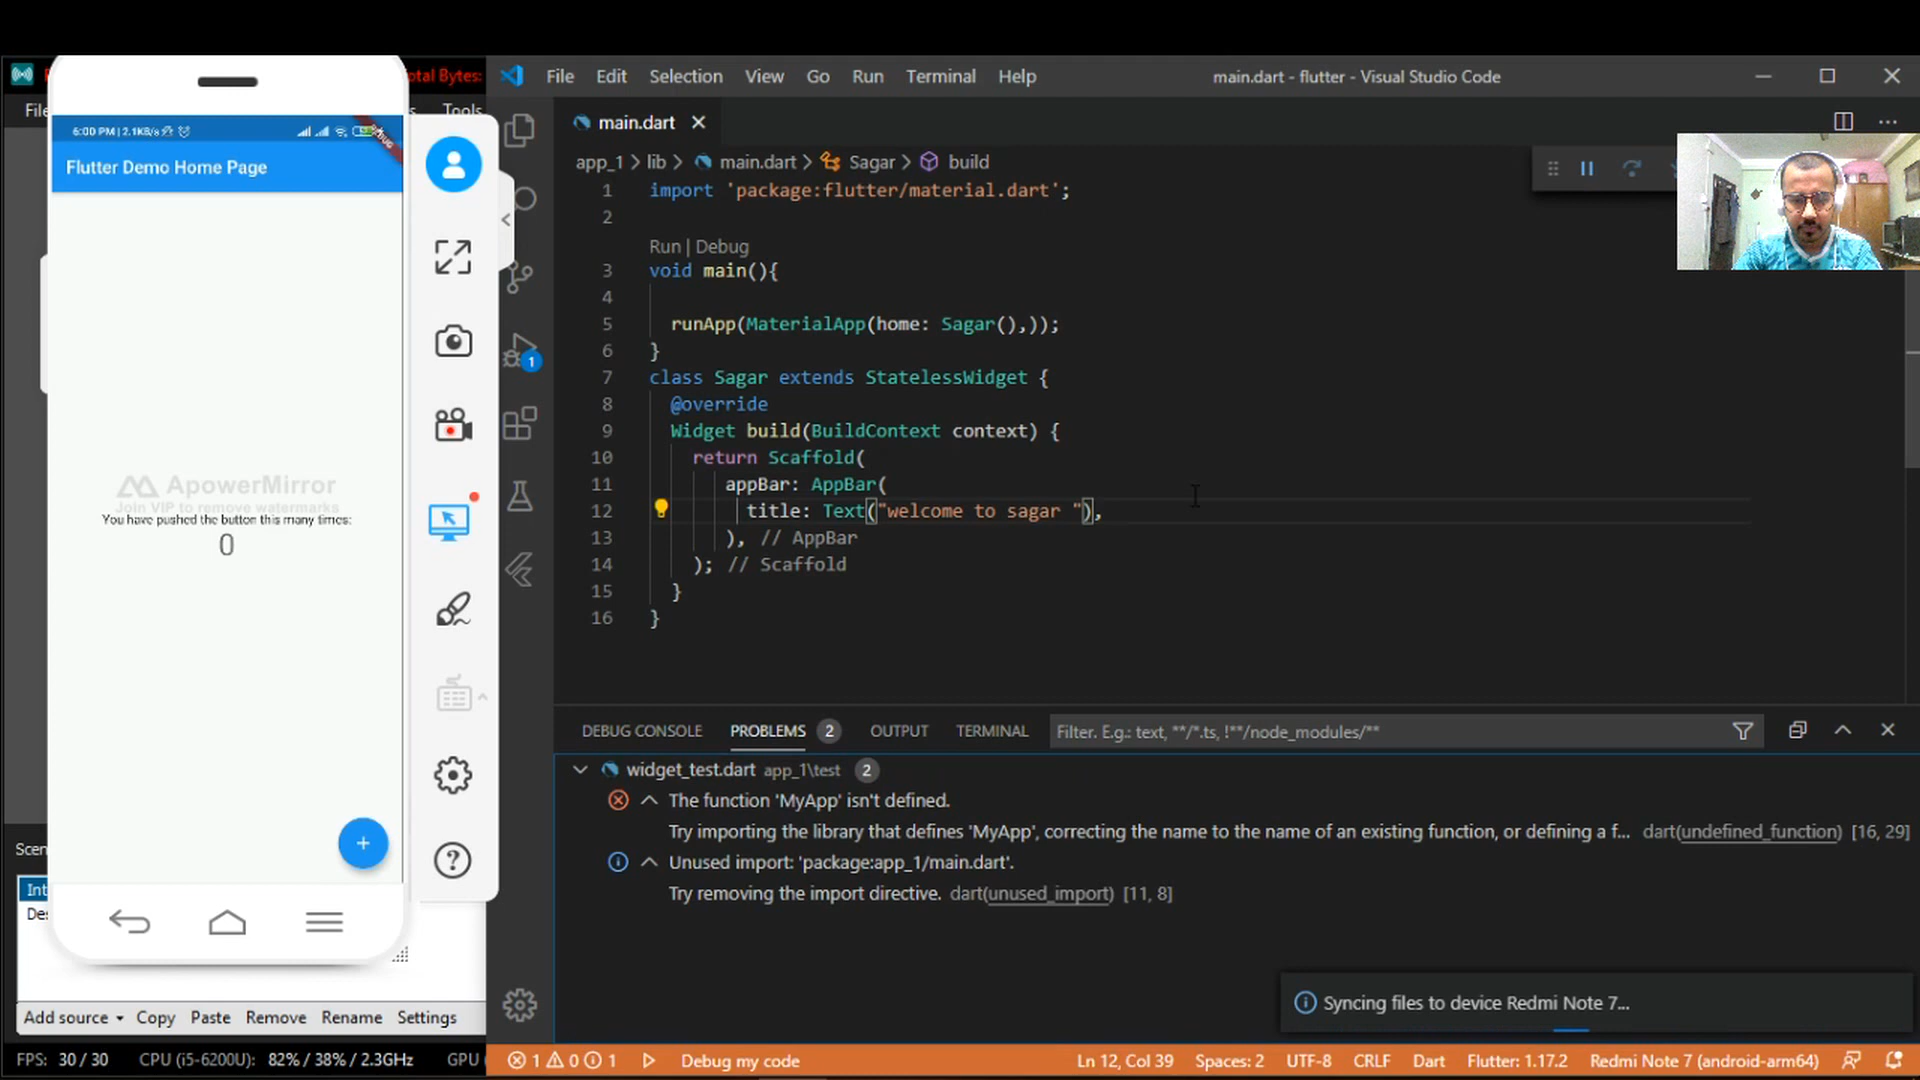 otal Bytes:
File
Tools
6:00 PM | 2.1KB/s
DEBUG
Flutter Demo Home Page
ApowerMirror
Join VIP to remove watermarks
You have pushed the button this many times:
0
+
Scen
Int
Des
Add source Copy Paste Remove Rename Settings
FPS: 30 / 30 CPU (i5-6200U): 82% / 38% / 2.3GHz GPU
File Edit Selection View Go Run Terminal Help
main.dart - flutter - Visual Studio Code
main.dart
app_1 > lib > main.dart > Sagar > build
1 import 'package:flutter/material.dart';
2
Run | Debug
3 void main(){
4
5 runApp(MaterialApp(home: Sagar(),));
6 }
7 class Sagar extends StatelessWidget {
8 @override
9 Widget build(BuildContext context) {
10 return Scaffold(
11 appBar: AppBar(
12 title: Text("welcome to sagar "),
13 ), // AppBar
14 ); // Scaffold
15 }
16 }
1
DEBUG CONSOLE PROBLEMS 2 OUTPUT TERMINAL Filter. E.g.: text, **/*.ts, !**/node_modules/**
widget_test.dart app_1\test 2
The function 'MyApp' isn't defined.
Try importing the library that defines 'MyApp', correcting the name to the name of an existing function, or defining a f... dart(undefined_function) [16, 29]
Unused import: 'package:app_1/main.dart'.
Try removing the import directive. dart(unused_import) [11, 8]
Syncing files to device Redmi Note 7...
1 0 1 Debug my code Ln 12, Col 39 Spaces: 2 UTF-8 CRLF Dart Flutter: 1.17.2 Redmi Note 7 (android-arm64)